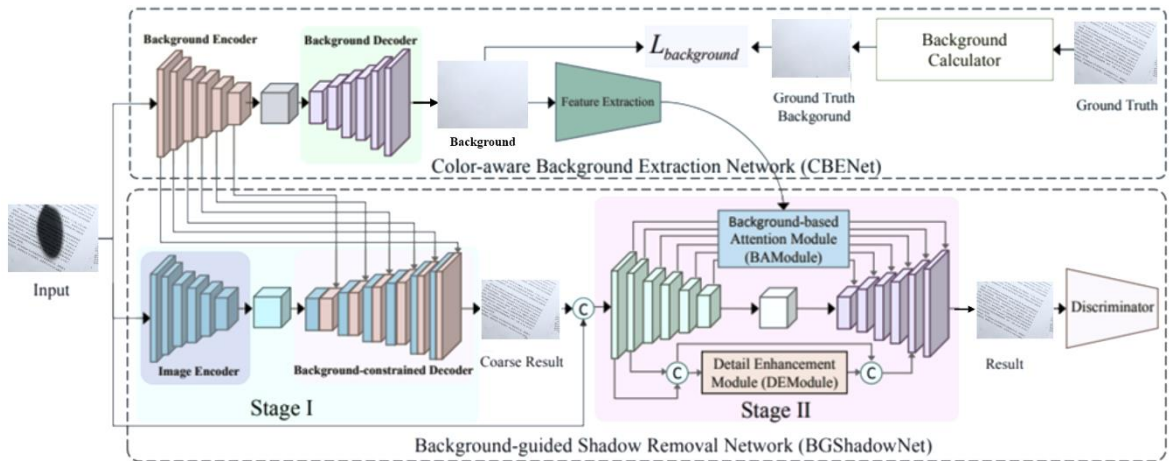 Background Encoder
Background Decoder
L background
Background
Calculator
Feature Extraction
Ground Truth
Backgorund
Ground Truth
Background
Color-aware Background Extraction Network (CBENet)
Input
Background-based
Attention Module
(BAModule)
Image Encoder
Background-constrained Decoder
Coarse Result
C
Discriminator
Result
Detail Enhancement
Module (DEModule)
C
C
Stage I
Stage II
Background-guided Shadow Removal Network (BGShadowNet)